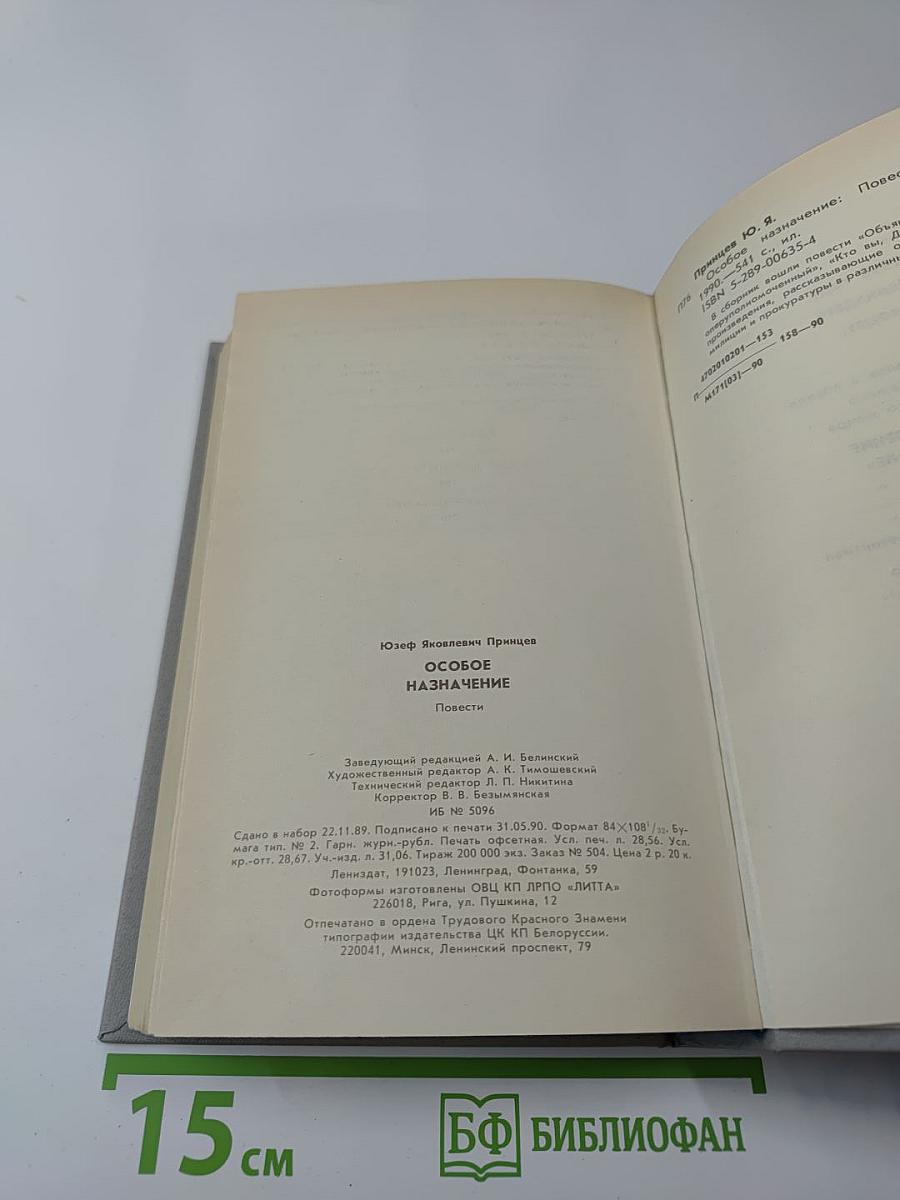 Юзеф Яковлевич Принцев
ОСОБОЕ
НАЗНАЧЕНИЕ
Повести
Заведующий редакцией А. И. Белинский
Художественный редактор А. К. Тимошевский
Технический редактор Л. П. Никитина
Корректор В. В. Безымянская
ИБ № 5096
Сдано в набор 22.11.89. Подписано к печати 31.05.90. Формат 84×108¹/₃₂. Бу-
мага тип. № 2. Гарн. журн.-рубл. Печать офсетная. Усл. печ. л. 28,56. Усл.
кр.-отт. 28,67. Уч.-изд. л. 31,06. Тираж 200 000 экз. Заказ № 504. Цена 2 р. 20 к.
Лениздат, 191023, Ленинград, Фонтанка, 59
Фотоформы изготовлены ОВЦ КП ЛРПО «ЛИТТА»
226018, Рига, ул. Пушкина, 12
Отпечатано в ордена Трудового Красного Знамени
типографии издательства ЦК КП Белоруссии.
220041, Минск, Ленинский проспект, 79
Принцев Ю. Я.
П76 Особое назначение: Повес
1990.—541 с., ил.
ISBN 5-289-00635-4
В сборник вошли повести «Объя
оперуполномоченный», «Кто вы, Д
произведения, рассказывающие о
милиции и прокуратуры в различны
П 4702010201—153 158—90
М171(03)—90
15 см
БФ БИБЛИОФАН